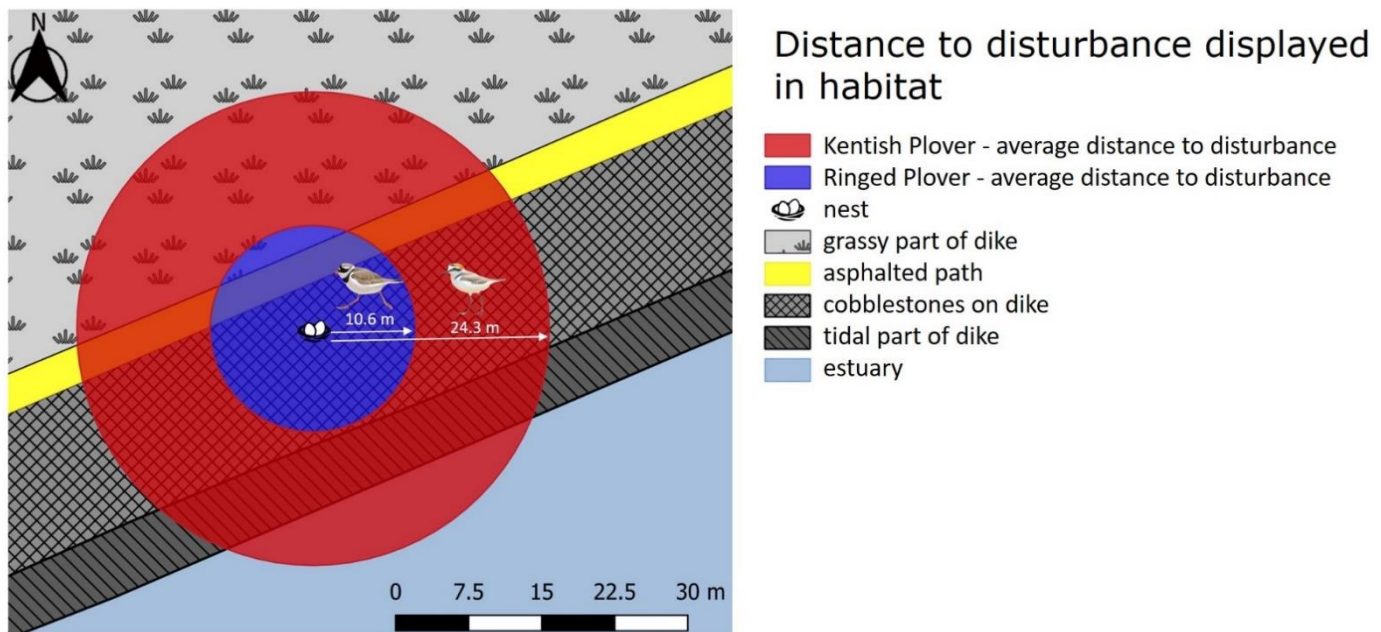 N
10.6 m
24.3 m
0 7.5 15 22.5 30 m
Distance to disturbance displayed
in habitat
Kentish Plover - average distance to disturbance
Ringed Plover - average distance to disturbance
nest
grassy part of dike
asphalted path
cobblestones on dike
tidal part of dike
estuary